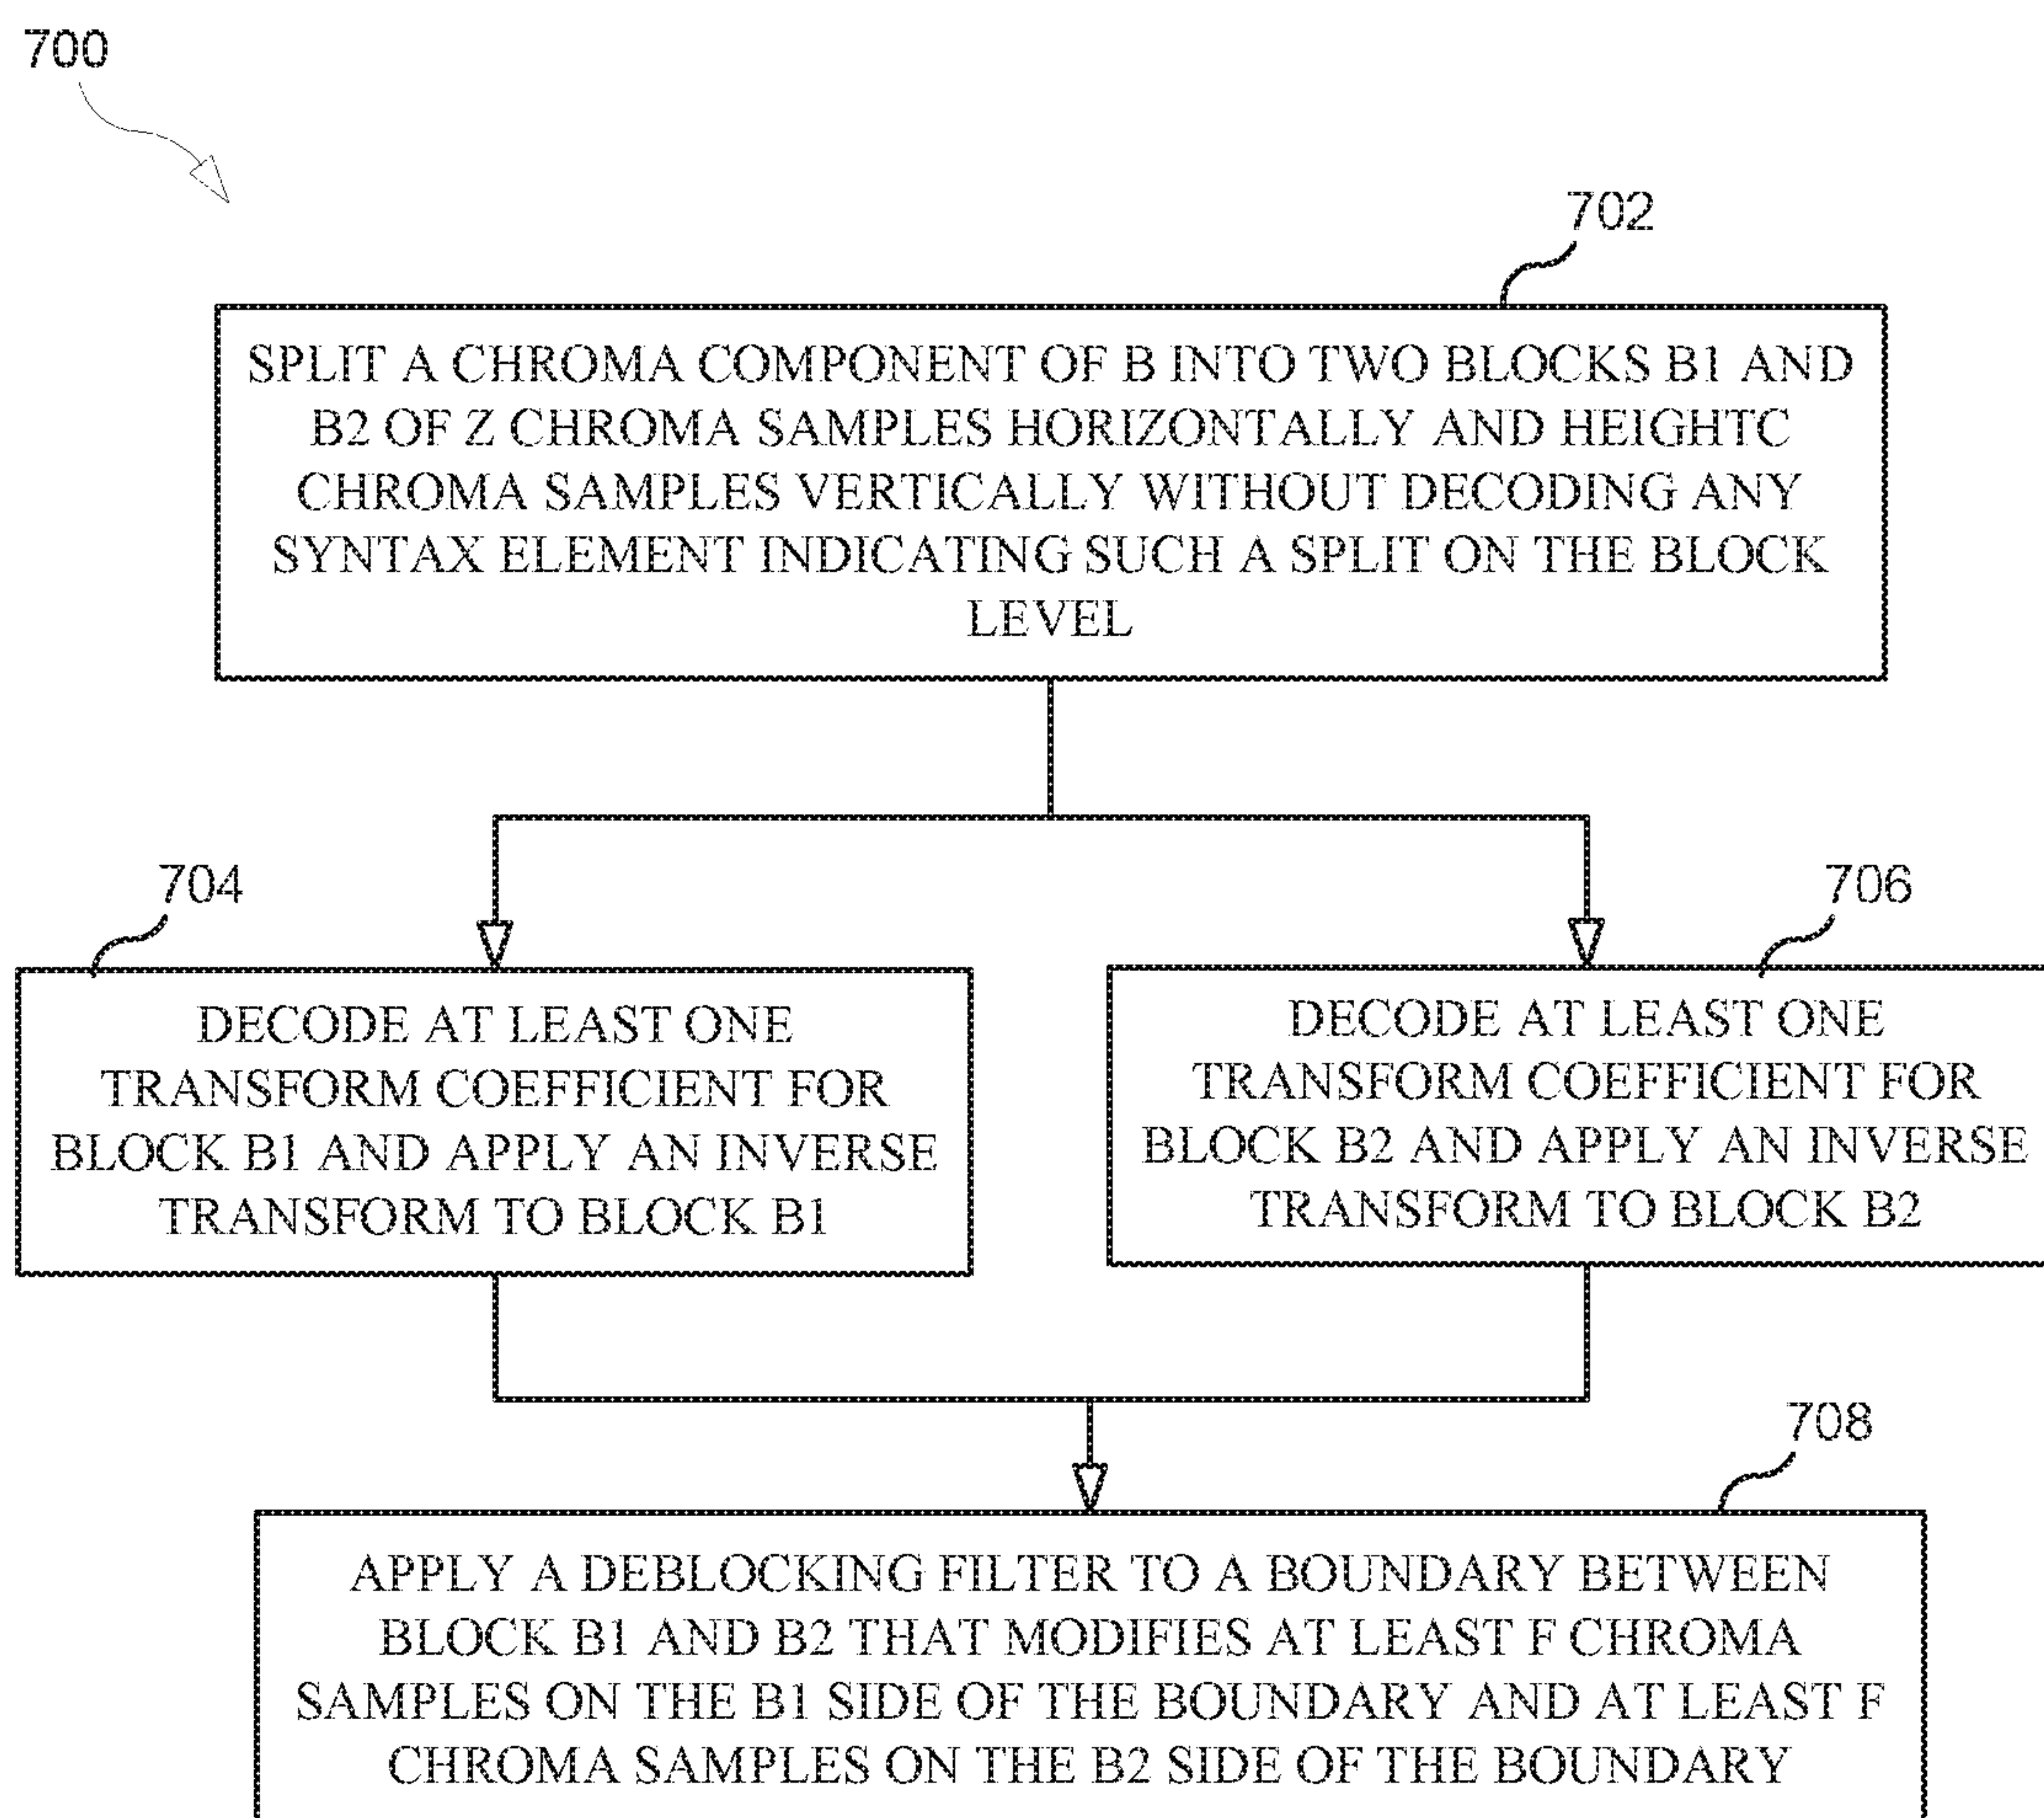 700
702
SPLIT A CHROMA COMPONENT OF B INTO TWO BLOCKS B1 AND
B2 OF Z CHROMA SAMPLES HORIZONTALLY AND HEIGHTC
CHROMA SAMPLES VERTICALLY WITHOUT DECODING ANY
SYNTAX ELEMENT INDICATING SUCH A SPLIT ON THE BLOCK
LEVEL
704
DECODE AT LEAST ONE
TRANSFORM COEFFICIENT FOR
BLOCK B1 AND APPLY AN INVERSE
TRANSFORM TO BLOCK B1
706
DECODE AT LEAST ONE
TRANSFORM COEFFICIENT FOR
BLOCK B2 AND APPLY AN INVERSE
TRANSFORM TO BLOCK B2
708
APPLY A DEBLOCKING FILTER TO A BOUNDARY BETWEEN
BLOCK B1 AND B2 THAT MODIFIES AT LEAST F CHROMA
SAMPLES ON THE B1 SIDE OF THE BOUNDARY AND AT LEAST F
CHROMA SAMPLES ON THE B2 SIDE OF THE BOUNDARY